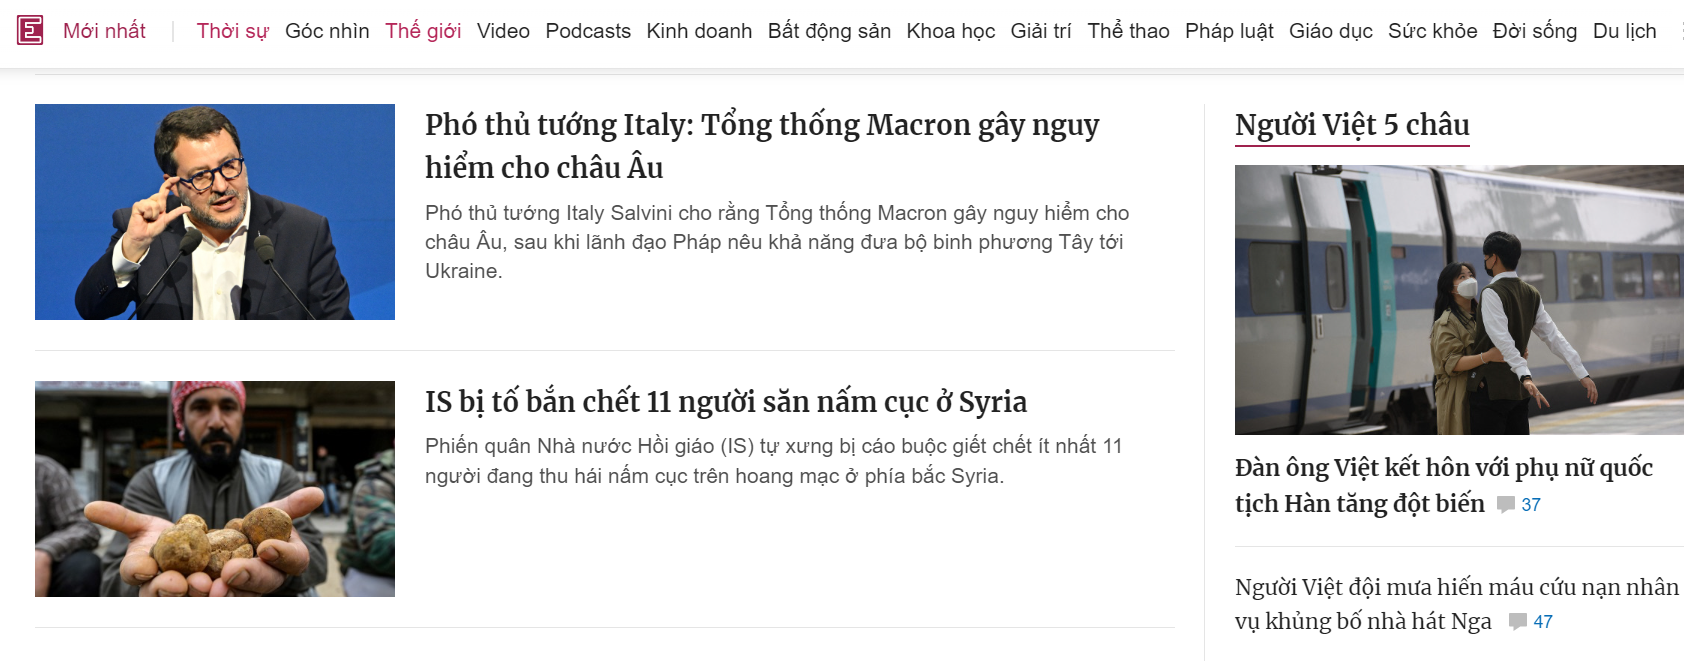 Mới nhất
Thời sự Góc nhìn Thế giới Video Podcasts Kinh doanh Bất động sản Khoa học Giải trí Thể thao Pháp luật Giáo dục Sức khỏe Đời sống Du lịch
Phó thủ tướng Italy: Tổng thống Macron gây nguy
hiểm cho châu Âu
Phó thủ tướng Italy Salvini cho rằng Tổng thống Macron gây nguy hiểm cho
châu Âu, sau khi lãnh đạo Pháp nêu khả năng đưa bộ binh phương Tây tới
Ukraine.
IS bị tố bắn chết 11 người săn nấm cục ở Syria
Phiến quân Nhà nước Hồi giáo (IS) tự xưng bị cáo buộc giết chết ít nhất 11
người đang thu hái nấm cục trên hoang mạc ở phía bắc Syria.
Người Việt 5 châu
Đàn ông Việt kết hôn với phụ nữ quốc
tịch Hàn tăng đột biến 37
Người Việt đội mưa hiến máu cứu nạn nhân
vụ khủng bố nhà hát Nga 47